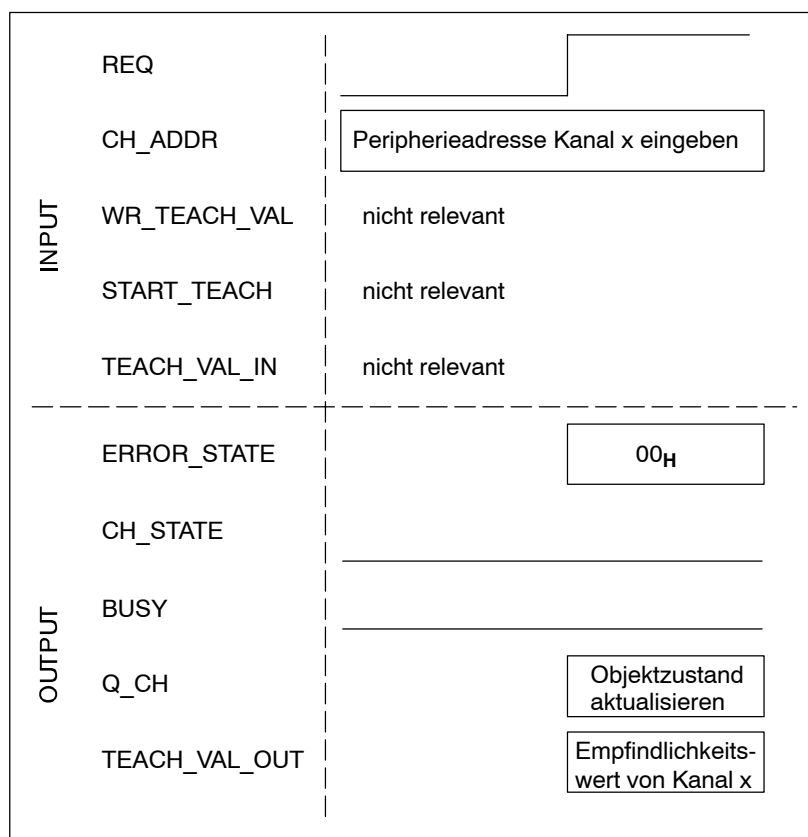 INPUT
REQ
CH_ADDR Peripherieadresse Kanal x eingeben
WR_TEACH_VAL nicht relevant
START_TEACH nicht relevant
TEACH_VAL_IN nicht relevant
OUTPUT
ERROR_STATE 00H
CH_STATE
BUSY
Q_CH Objektzustand
aktualisieren
TEACH_VAL_OUT Empfindlichkeits-
wert von Kanal x